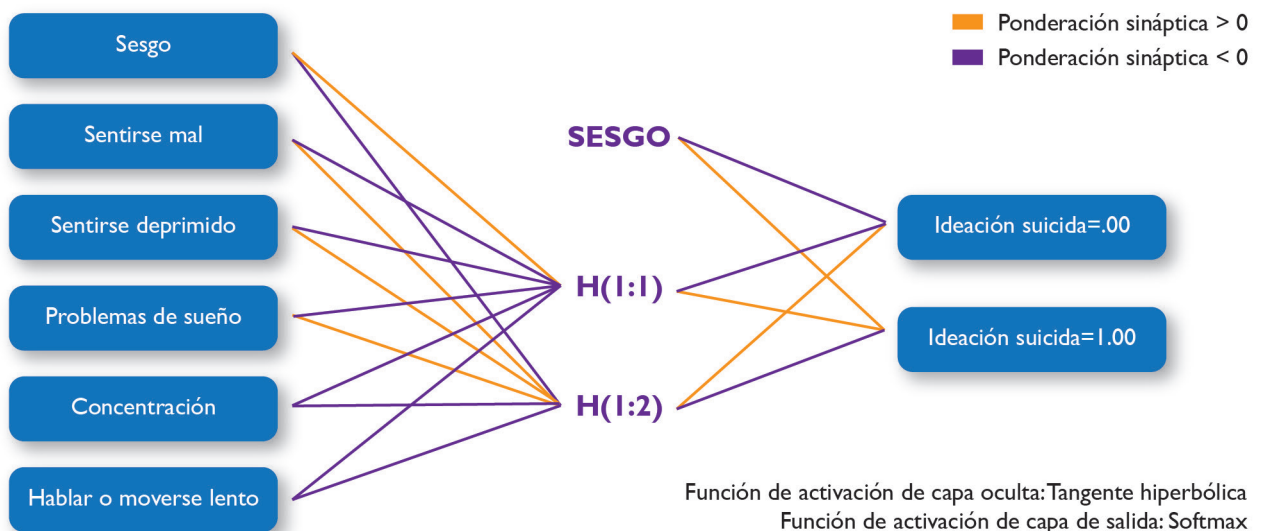 Sesgo
Sentirse mal
Sentirse deprimido
Problemas de sueño
Concentración
Hablar o moverse lento
SESGO
H(1:1)
H(1:2)
Ponderación sináptica > 0
Ponderación sináptica < 0
Ideación suicida=.00
Ideación suicida=1.00
Función de activación de capa oculta: Tangente hiperbólica
Función de activación de capa de salida: Softmax